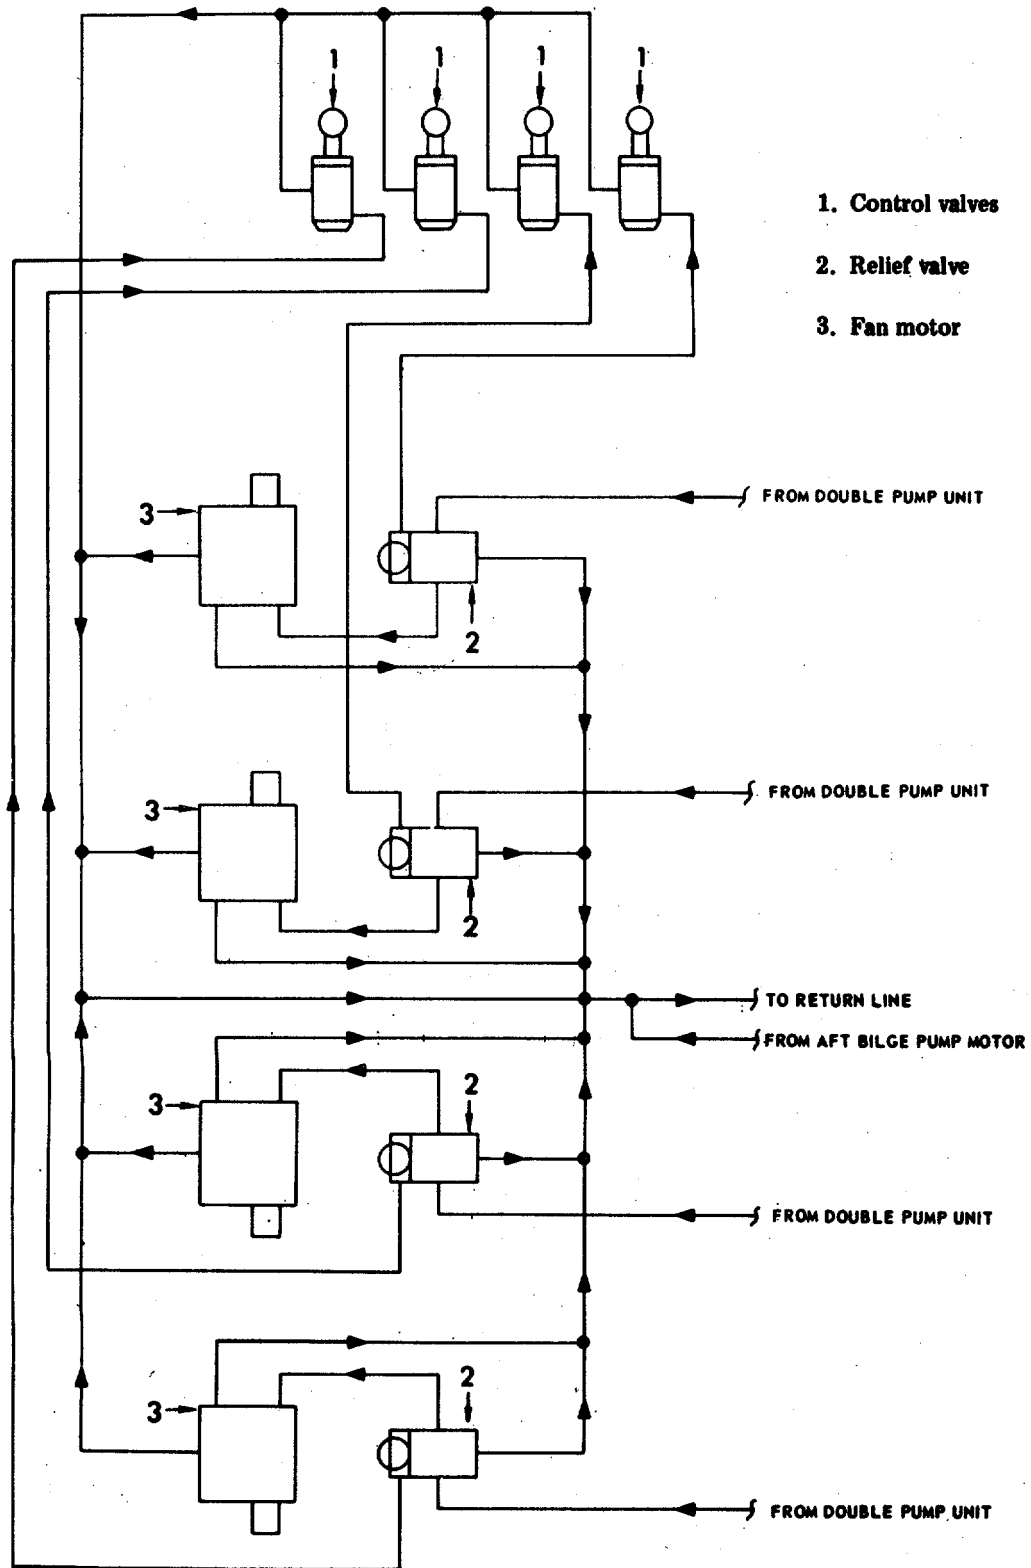 1 1 1 1
1. Control valves
2. Relief valve
3. Fan motor
FROM DOUBLE PUMP UNIT
3
2
FROM DOUBLE PUMP UNIT
3
2
TO RETURN LINE
FROM AFT BILGE PUMP MOTOR
2
3
FROM DOUBLE PUMP UNIT
2
3
FROM DOUBLE PUMP UNIT